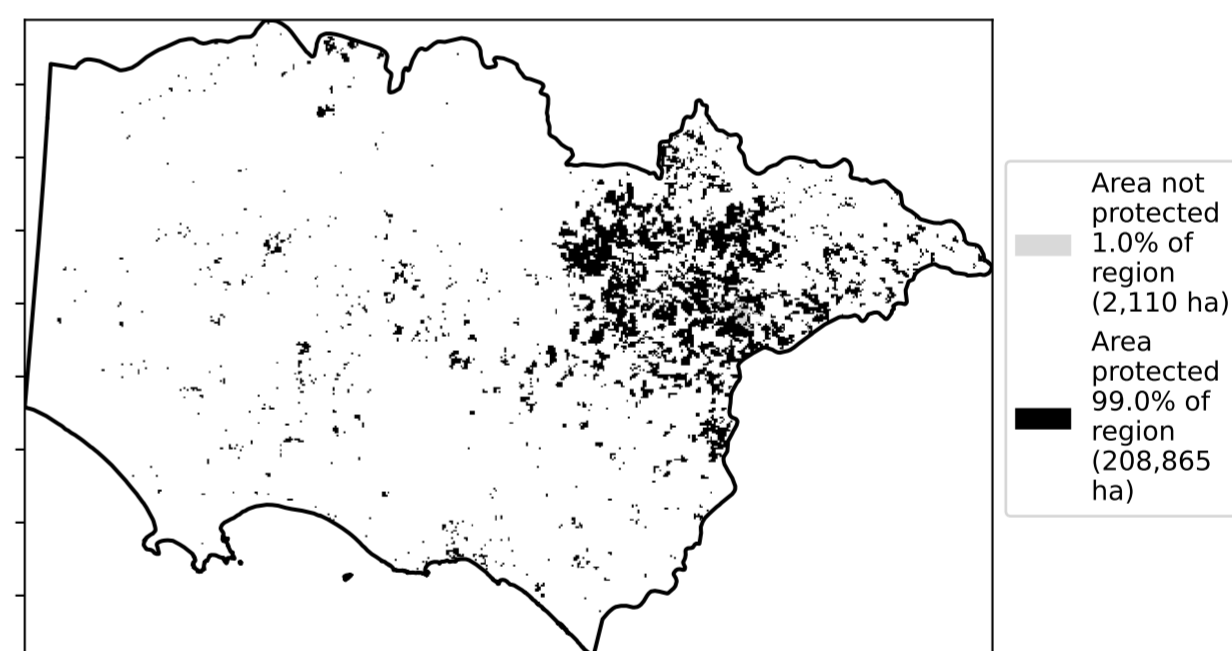 Area not
protected
1.0% of
region
(2,110 ha)
Area
protected
99.0% of
region
(208,865
ha)